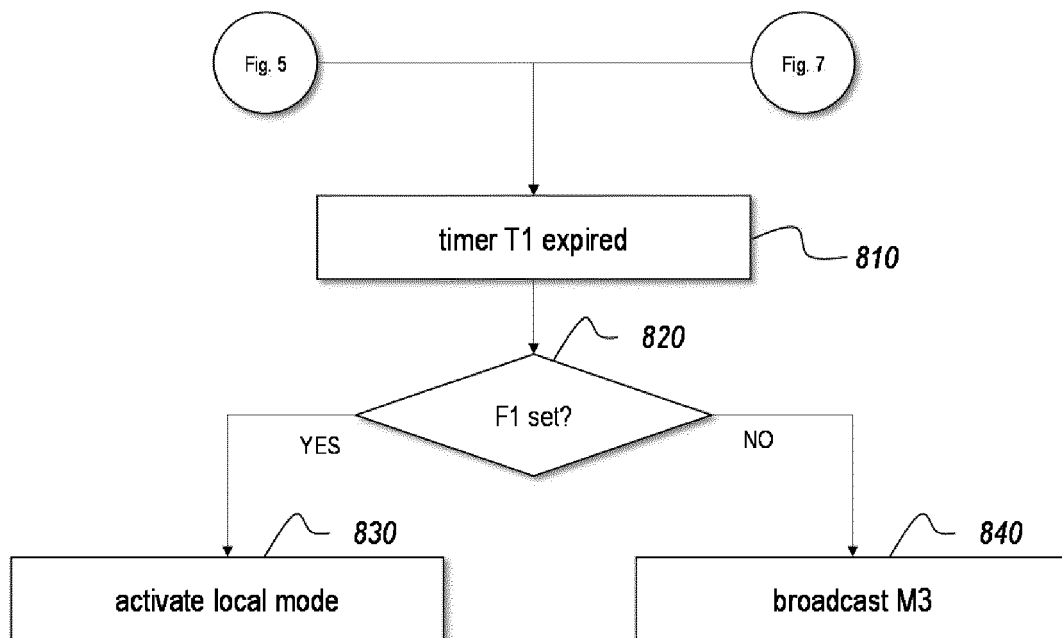 Fig. 5
Fig. 7
timer T1 expired
810
820
F1 set?
YES
NO
830
840
activate local mode
broadcast M3